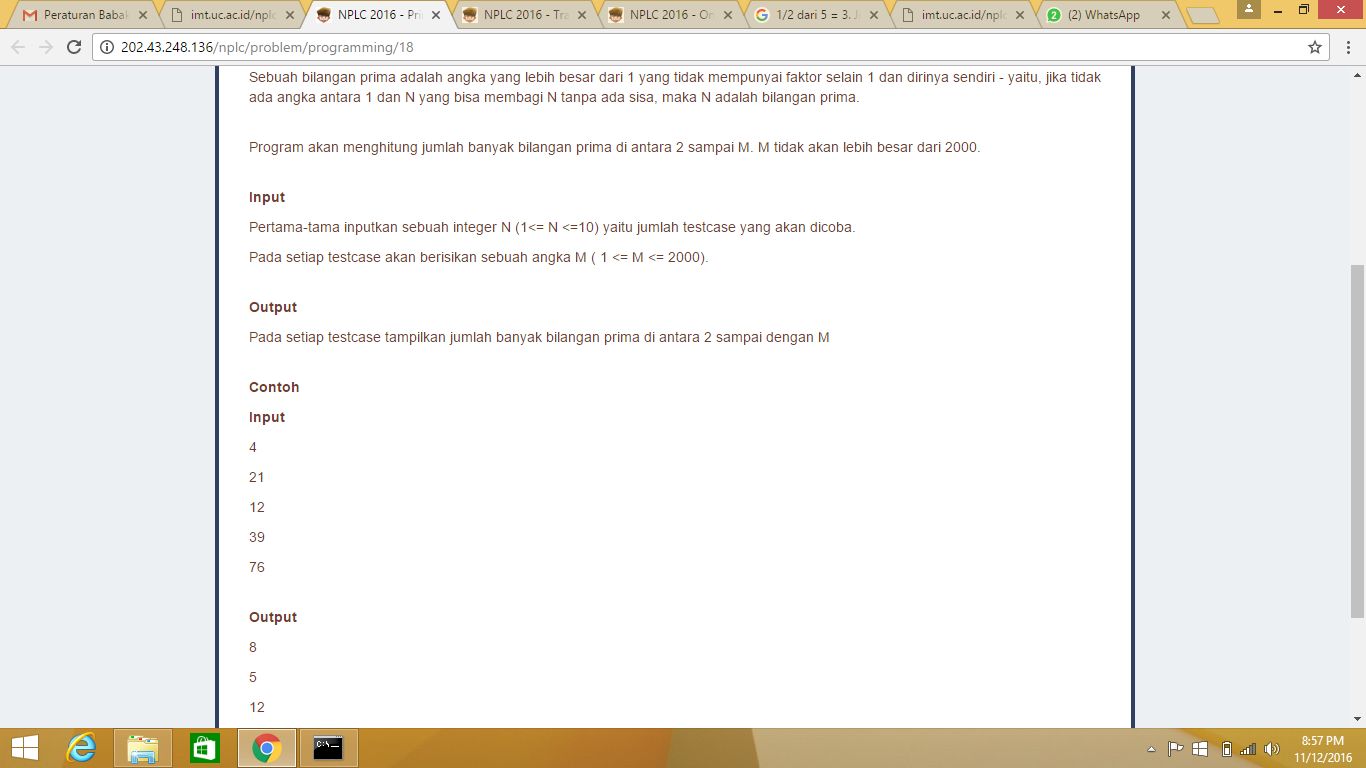 Peraturan Babak
imt.uc.ac.id/nplc
NPLC 2016 - Pri
NPLC 2016 - Tra
NPLC 2016 - Or
1/2 dari 5 = 3. J
imt.uc.ac.id/nplc
(2) WhatsApp
202.43.248.136/nplc/problem/programming/18
Sebuah bilangan prima adalah angka yang lebih besar dari 1 yang tidak mempunyai faktor selain 1 dan dirinya sendiri - yaitu, jika tidak
ada angka antara 1 dan N yang bisa membagi N tanpa ada sisa, maka N adalah bilangan prima.
Program akan menghitung jumlah banyak bilangan prima di antara 2 sampai M. M tidak akan lebih besar dari 2000.
Input
Pertama-tama inputkan sebuah integer N (1<= N <=10) yaitu jumlah testcase yang akan dicoba.
Pada setiap testcase akan berisikan sebuah angka M ( 1 <= M <= 2000).
Output
Pada setiap testcase tampilkan jumlah banyak bilangan prima di antara 2 sampai dengan M
Contoh
Input
4
21
12
39
76
Output
8
5
12
8:57 PM
11/12/2016